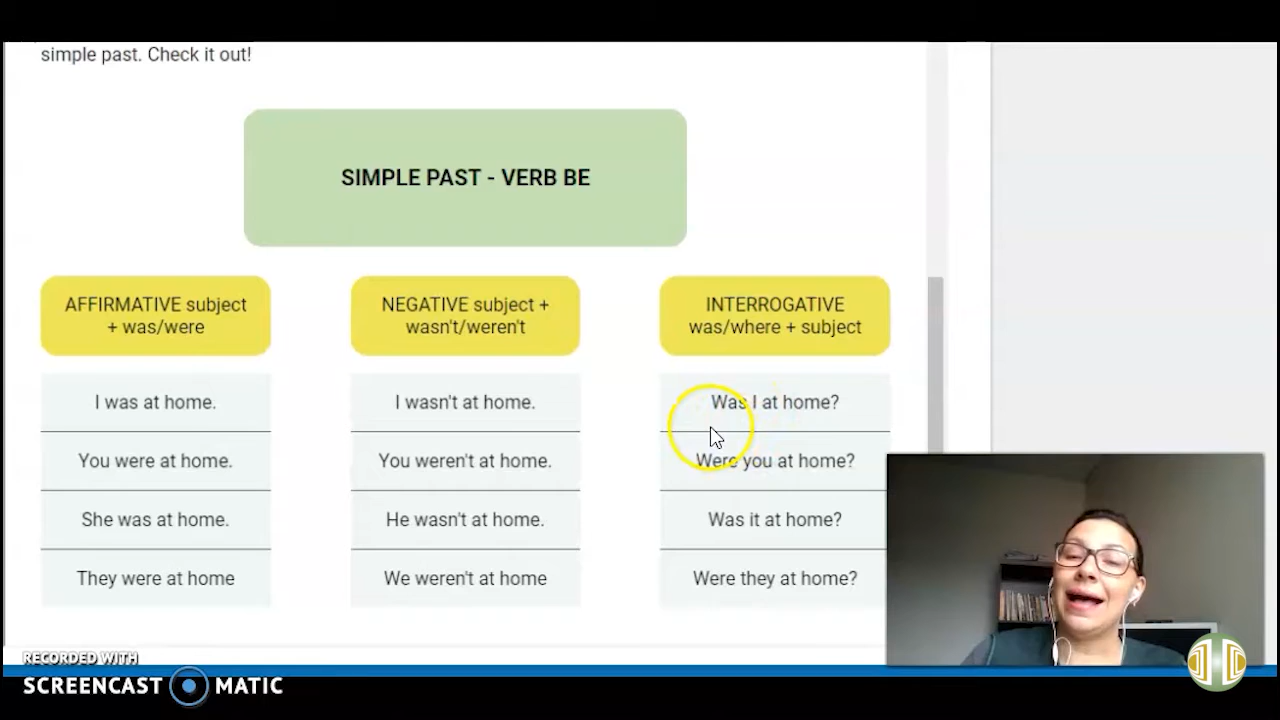 simple past. Check it out!
SIMPLE PAST - VERB BE
AFFIRMATIVE subject
+ was/were
I was at home.
You were at home.
She was at home.
They were at home
NEGATIVE subject +
wasn't/weren't
I wasn't at home.
You weren't at home.
He wasn't at home.
We weren't at home
INTERROGATIVE
was/where + subject
Was I at home?
Were you at home?
Was it at home?
Were they at home?
RECORDED WITH
SCREENCAST MATIC